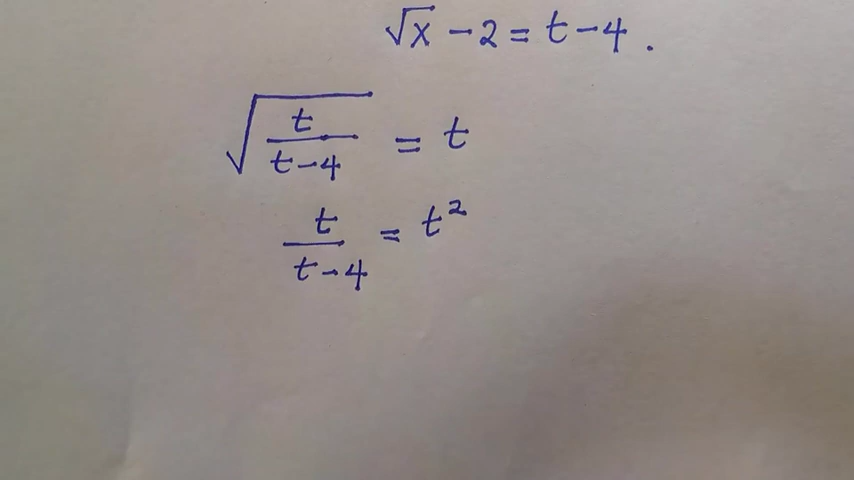 √x - 2 = t - 4.
√(t/(t-4)) = t
t/(t-4) = t²